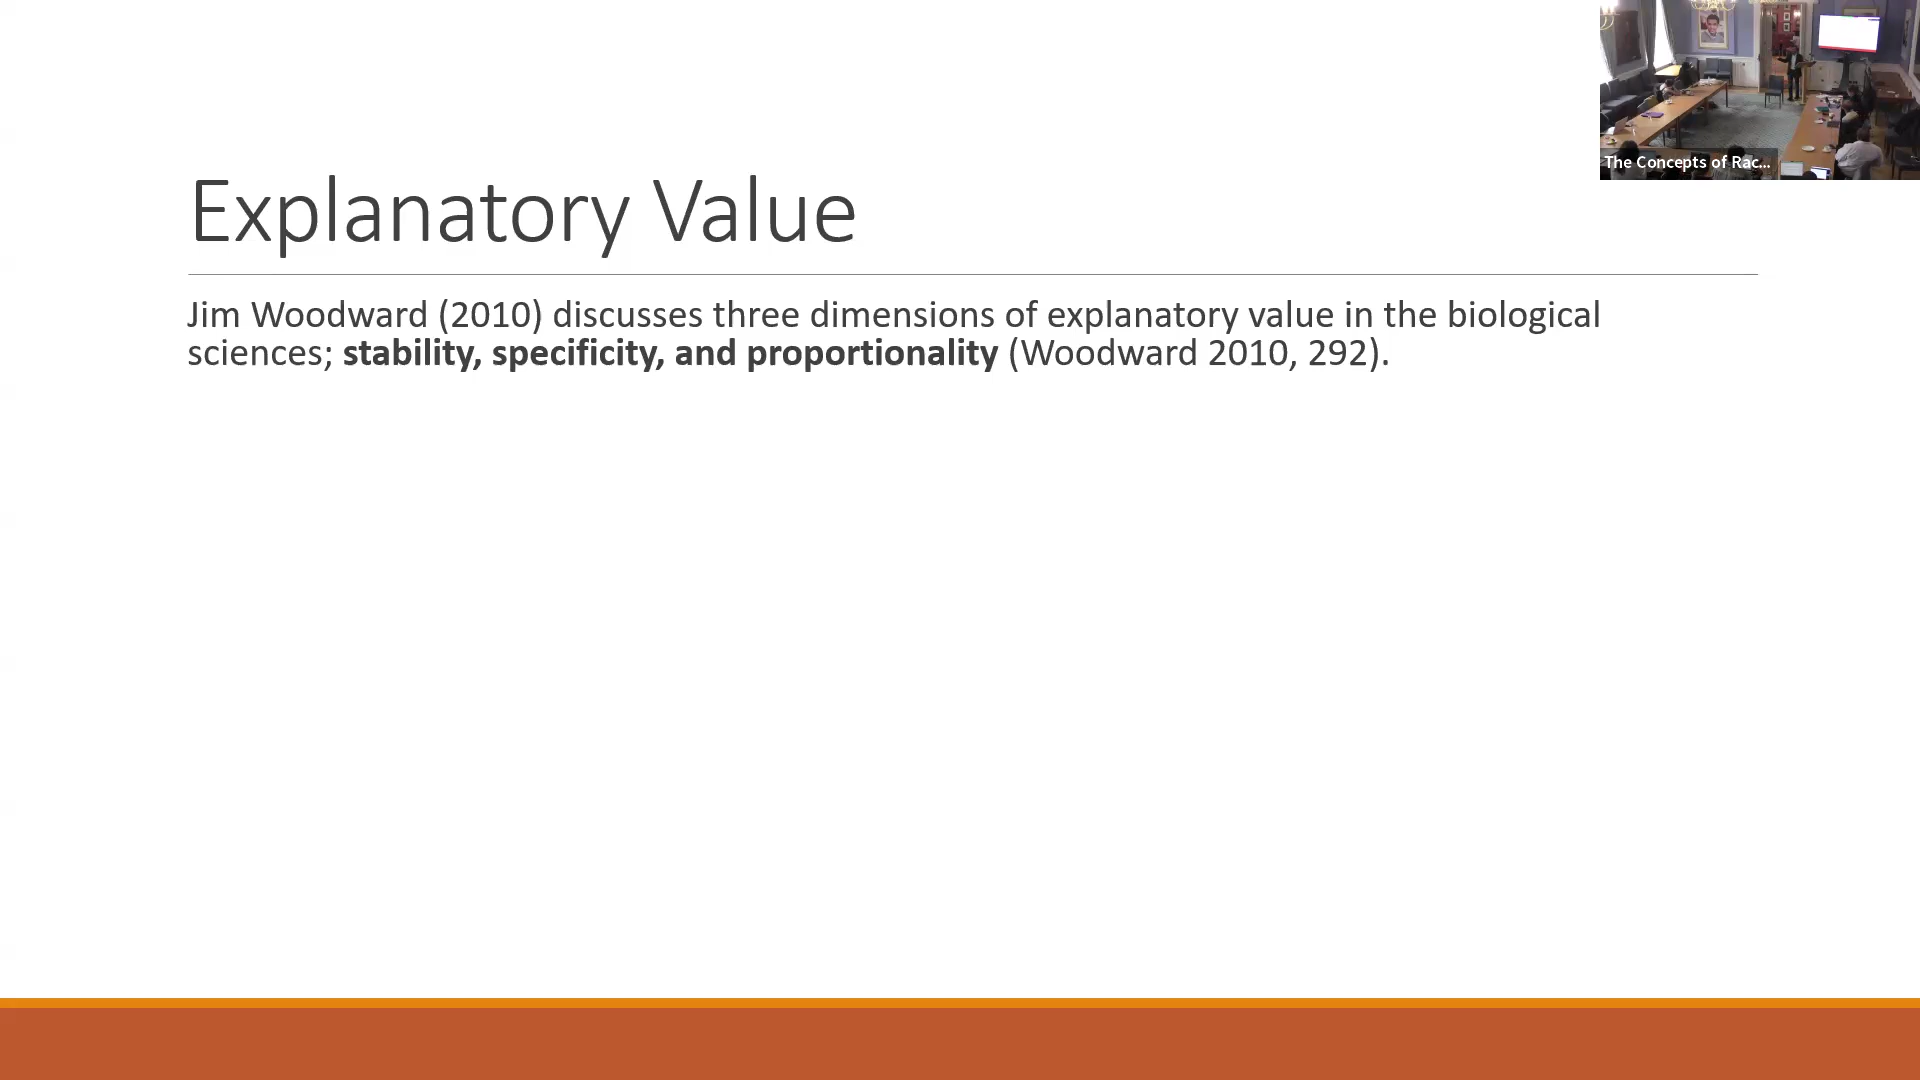 The Concepts of Rac...
Explanatory Value
Jim Woodward (2010) discusses three dimensions of explanatory value in the biological
sciences; stability, specificity, and proportionality (Woodward 2010, 292).